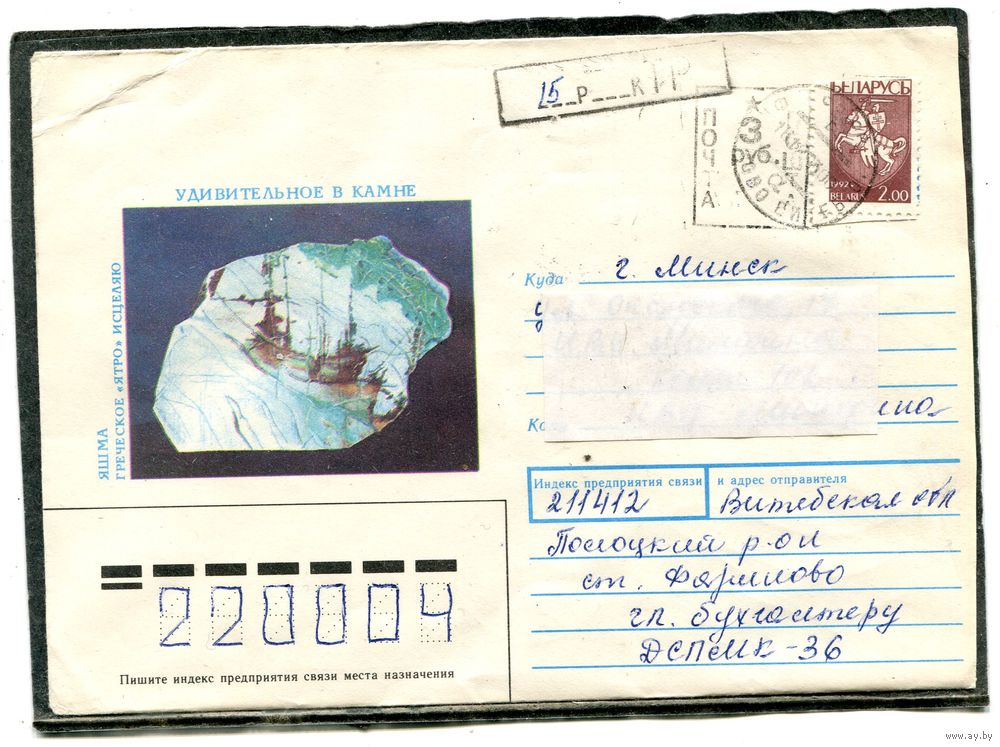 15 р к ТР
ПОЧТА
БЕЛАРУСЬ
1992
BELARUS 2.00
УДИВИТЕЛЬНОЕ В КАМНЕ
ЯШМА
ГРЕЧЕСКОЕ «ЯТРО» ИСЦЕЛЯЮ
Куда г. Минск
Индекс предприятия связи и адрес отправителя
211412 Витебская обл
Полоцкий р-он
ст. Фариново
гл. бухгалтеру
ДСПМК-36
220004
Пишите индекс предприятия связи места назначения
www.ay.by